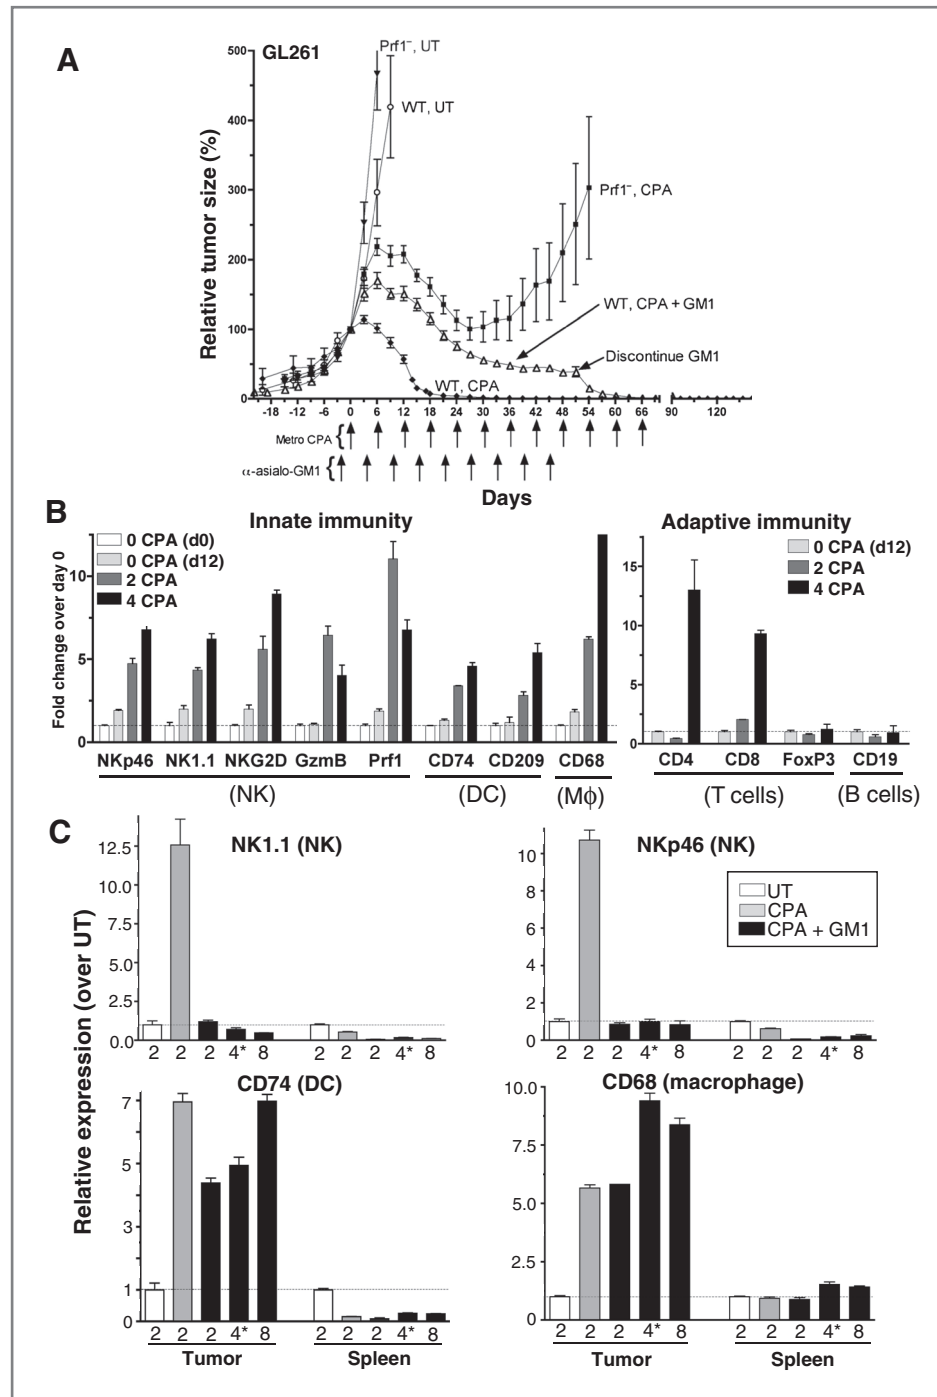 A
GL261
Prf1⁻, UT
WT, UT
Prf1⁻, CPA
WT, CPA + GM1
Discontinue GM1
WT, CPA
Relative tumor size (%)
500
400
300
200
100
0
-18 -12 -6 0 6 12 18 24 30 36 42 48 54 60 66 90 120
Metro CPA {
α-asialo-GM1 {
Days
B
Innate immunity
0 CPA (d0)
0 CPA (d12)
2 CPA
4 CPA
Fold change over day 0
10
5
0
NKp46 NK1.1 NKG2D GzmB Prf1 CD74 CD209 CD68
(NK) (DC) (Mϕ)
Adaptive immunity
0 CPA (d12)
2 CPA
4 CPA
15
10
5
0
CD4 CD8 FoxP3 CD19
(T cells) (B cells)
C
Relative expression (over UT)
NK1.1 (NK)
12.5
10.0
7.5
5.0
2.5
0.0
2 2 2 4* 8 2 2 2 4* 8
NKp46 (NK)
UT
CPA
CPA + GM1
10
8
6
4
2
0
2 2 2 4* 8 2 2 2 4* 8
CD74 (DC)
7
5
3
1
0
2 2 2 4* 8 2 2 2 4* 8
Tumor Spleen
CD68 (macrophage)
10.0
7.5
5.0
2.5
0
2 2 2 4* 8 2 2 2 4* 8
Tumor Spleen